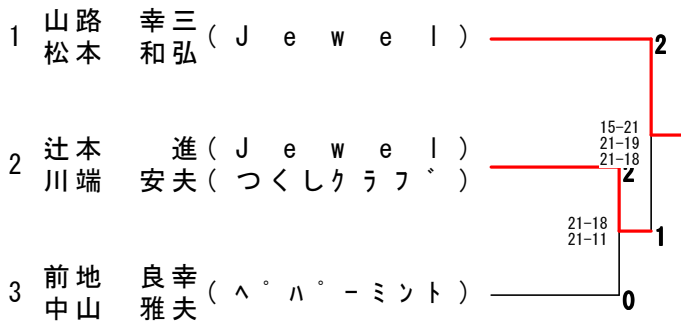 1 山路 幸三 (Jewel)
松本 和弘
2
15-21
21-19
21-18
2 辻本 進 (Jewel)
川端 安夫 (つくしｸﾗﾌﾞ)
2
21-18
21-11
1
3 前地 良幸 (ﾍﾟﾊﾟｰﾐﾝﾄ)
中山 雅夫
0